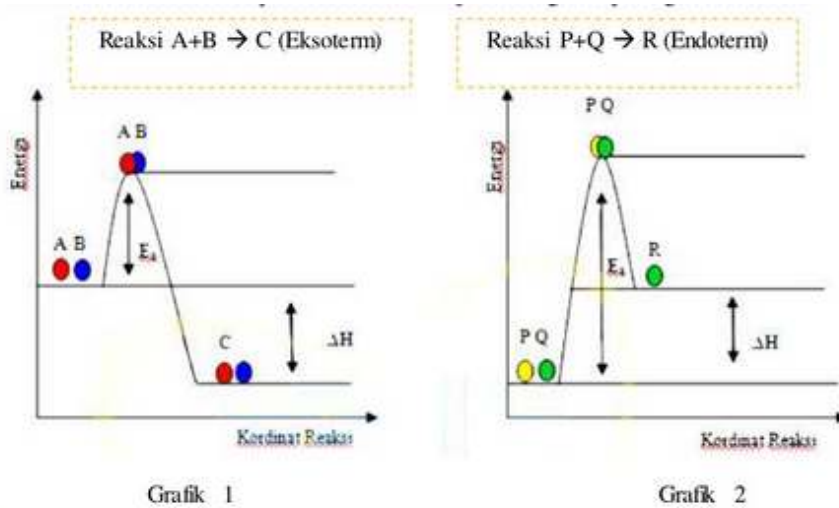 Reaksi A+B → C (Eksoterm)
Energi
A B
A B
Ea
C
ΔH
Kordinat Reaksi
Grafik 1
Reaksi P+Q → R (Endoterm)
Energi
P Q
R
Ea
P Q
ΔH
Kordinat Reaksi
Grafik 2